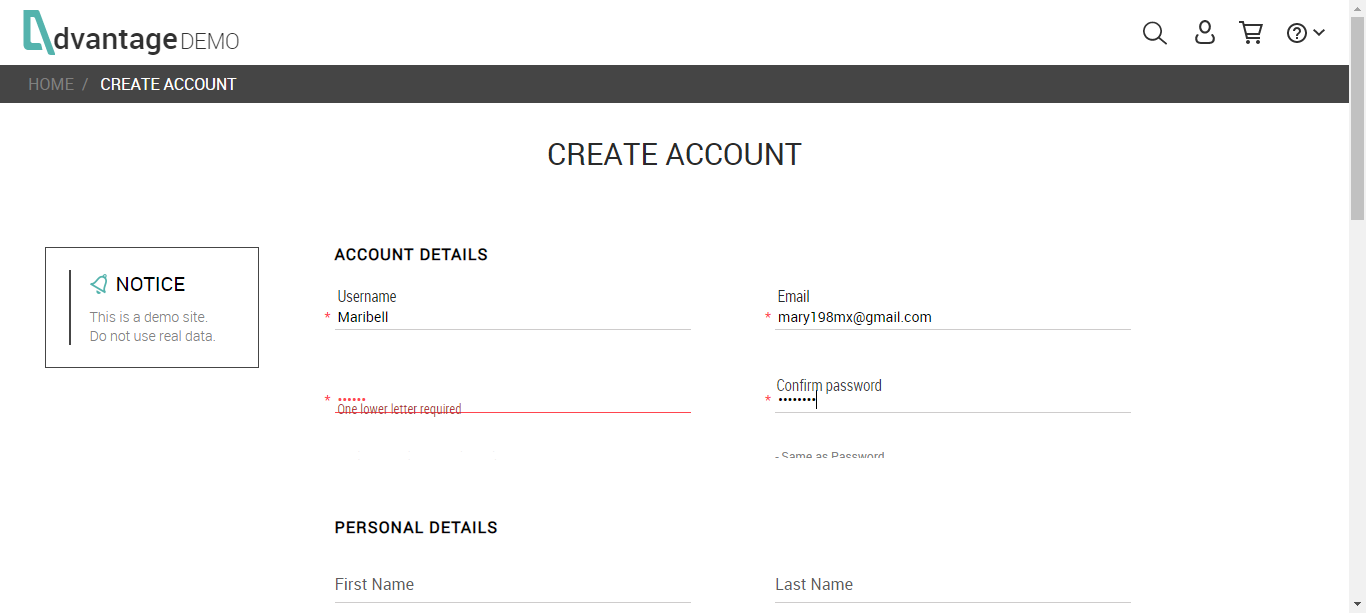 Advantage DEMO
HOME / CREATE ACCOUNT
CREATE ACCOUNT
NOTICE
This is a demo site.
Do not use real data.
ACCOUNT DETAILS
Username
* Maribell
Email
* mary198mx@gmail.com
* ••••••
One lower letter required
Confirm password
* ••••••••
- Same as Password
PERSONAL DETAILS
First Name
Last Name